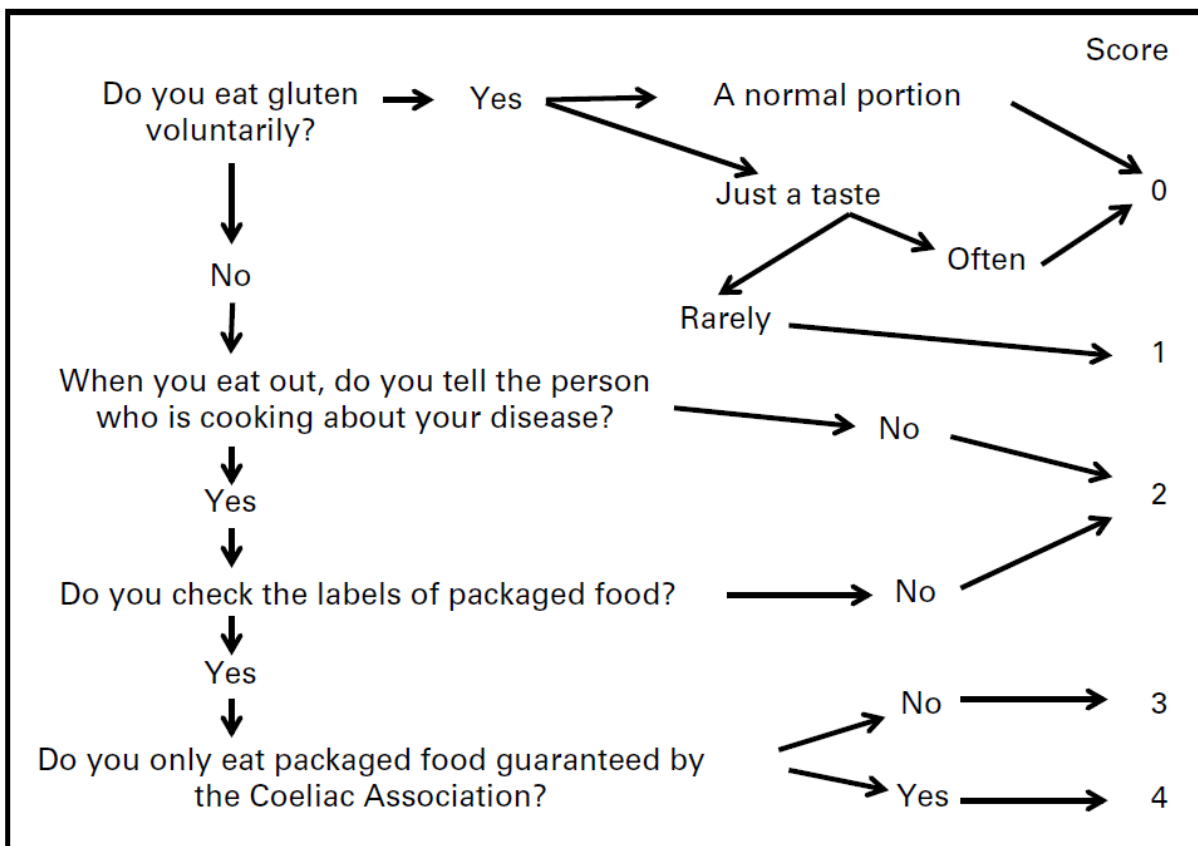 Score
Do you eat gluten
voluntarily?
Yes
A normal portion
0
Just a taste
Often
No
Rarely
1
When you eat out, do you tell the person
who is cooking about your disease?
No
2
Yes
Do you check the labels of packaged food?
No
Yes
No
3
Do you only eat packaged food guaranteed by
the Coeliac Association?
Yes
4